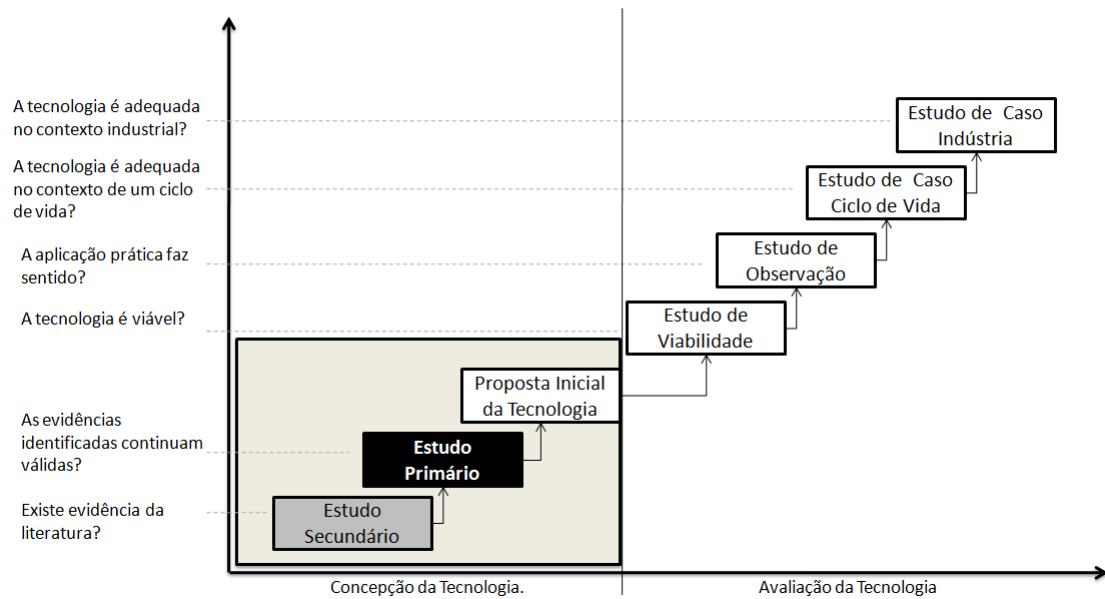 A tecnologia é adequada
no contexto industrial?
Estudo de Caso
Indústria
A tecnologia é adequada
no contexto de um ciclo
de vida?
Estudo de Caso
Ciclo de Vida
A aplicação prática faz
sentido?
Estudo de
Observação
A tecnologia é viável?
Estudo de
Viabilidade
Proposta Inicial
da Tecnologia
As evidências
identificadas continuam
válidas?
Estudo
Primário
Existe evidência da
literatura?
Estudo
Secundário
Concepção da Tecnologia.
Avaliação da Tecnologia